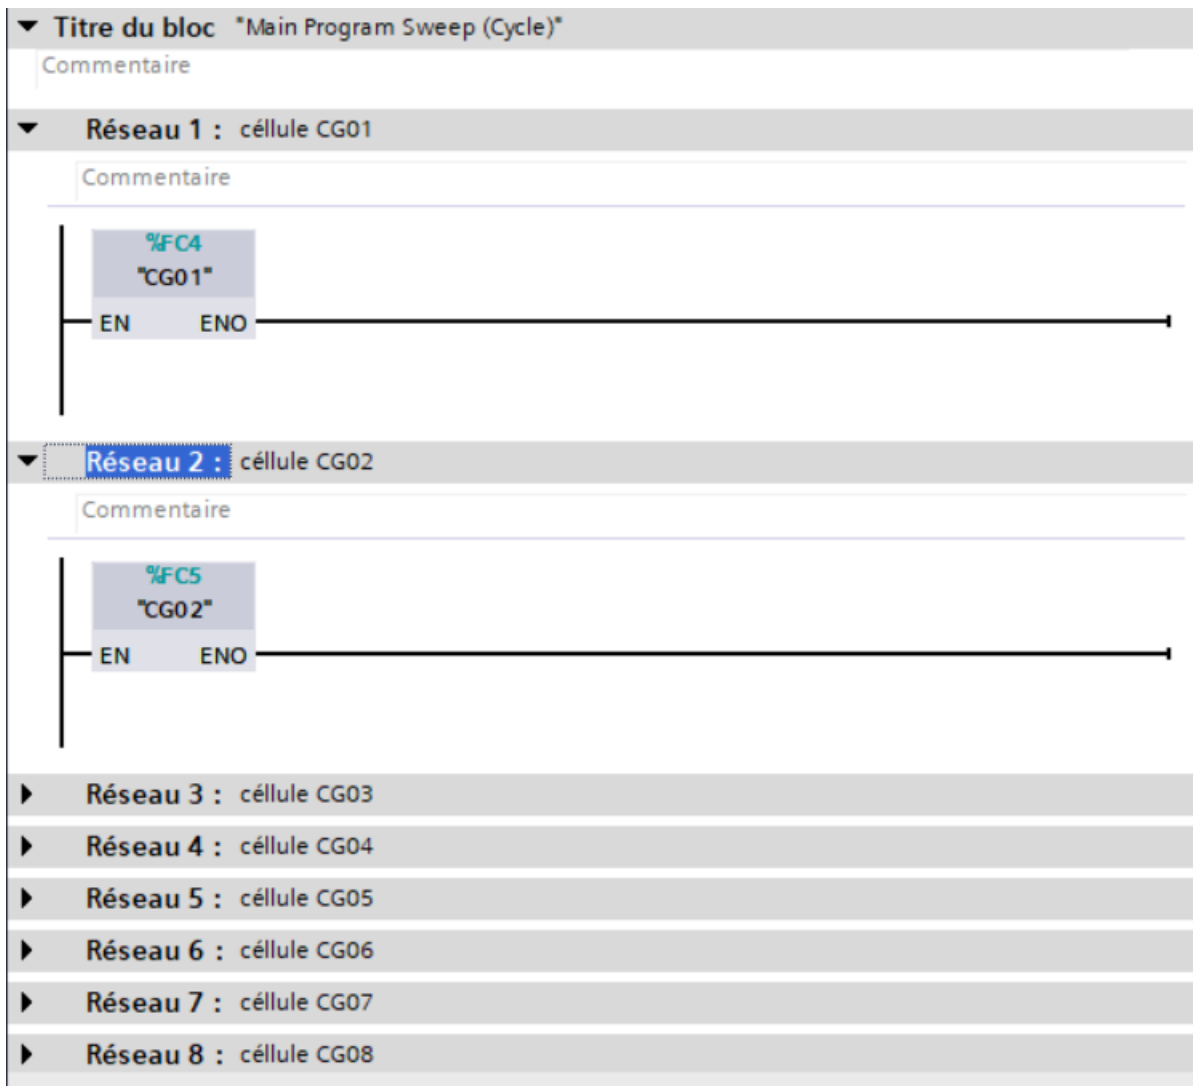 Titre du bloc "Main Program Sweep (Cycle)"
Commentaire
Réseau 1 : céllule CG01
Commentaire
%FC4
"CG01"
EN ENO
Réseau 2 : céllule CG02
Commentaire
%FC5
"CG02"
EN ENO
Réseau 3 : céllule CG03
Réseau 4 : céllule CG04
Réseau 5 : céllule CG05
Réseau 6 : céllule CG06
Réseau 7 : céllule CG07
Réseau 8 : céllule CG08